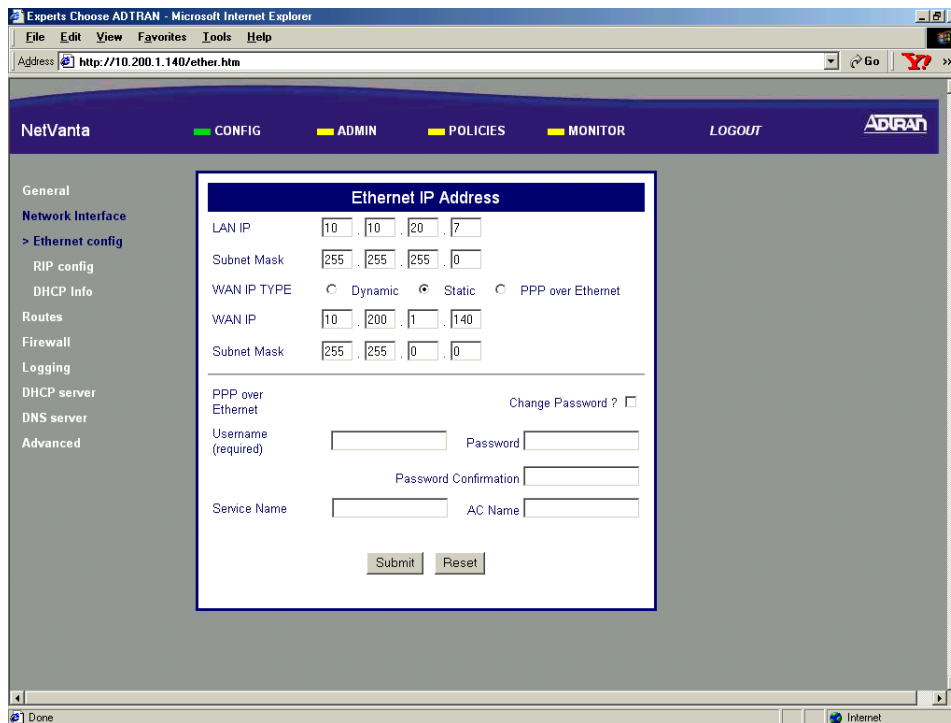 Experts Choose ADTRAN - Microsoft Internet Explorer
File Edit View Favorites Tools Help
Address http://10.200.1.140/ether.htm Go Y! »
NetVanta CONFIG ADMIN POLICIES MONITOR LOGOUT ADTRAN
General
Network Interface
> Ethernet config
RIP config
DHCP Info
Routes
Firewall
Logging
DHCP server
DNS server
Advanced
Ethernet IP Address
LAN IP 10 . 10 . 20 . 7
Subnet Mask 255 . 255 . 255 . 0
WAN IP TYPE Dynamic Static PPP over Ethernet
WAN IP 10 . 200 . 1 . 140
Subnet Mask 255 . 255 . 0 . 0
PPP over
Ethernet
Change Password ?
Username
(required)
Password
Password Confirmation
Service Name AC Name
Submit Reset
Done Internet